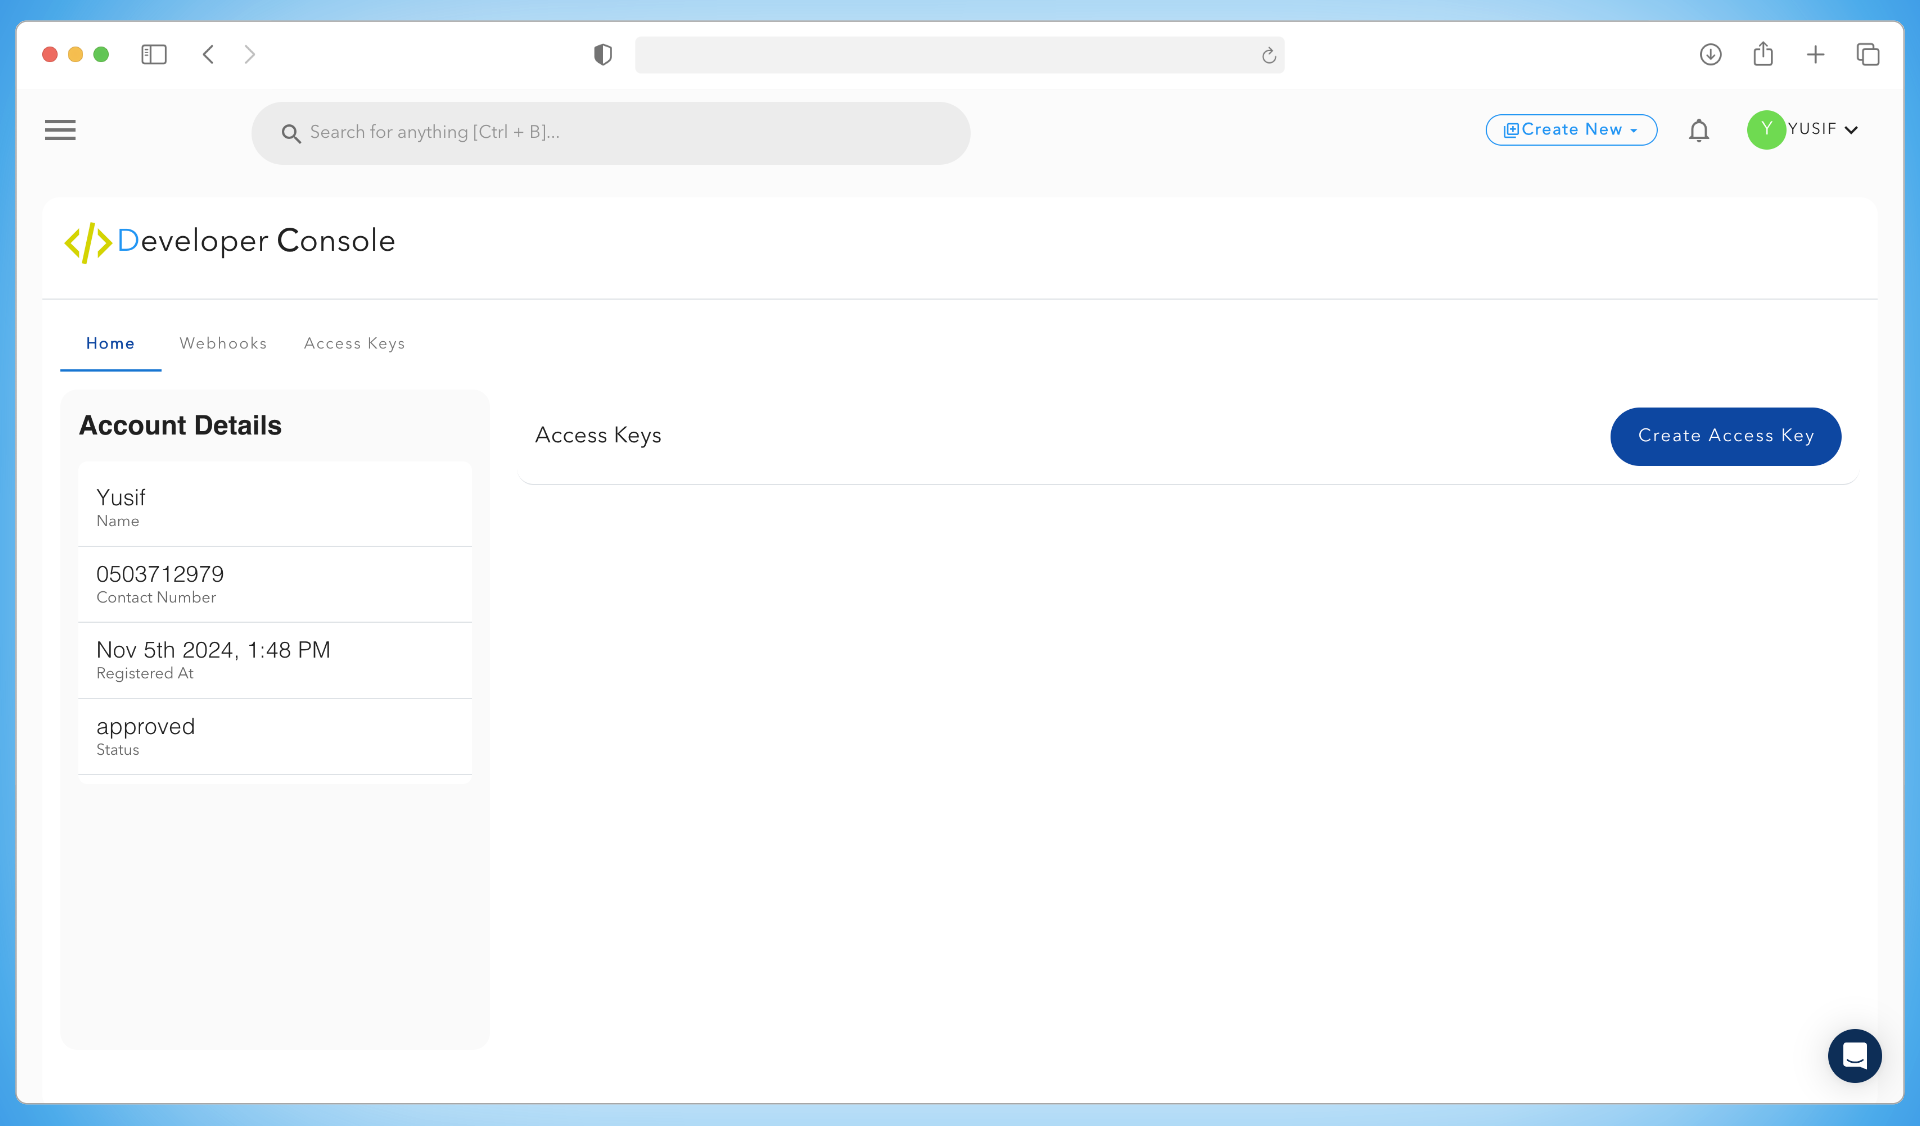 Search for anything [Ctrl + B]...
Create New
Y
YUSIF
</>Developer Console
Home
Webhooks
Access Keys
Account Details
Yusif
Name
0503712979
Contact Number
Nov 5th 2024, 1:48 PM
Registered At
approved
Status
Access Keys
Create Access Key